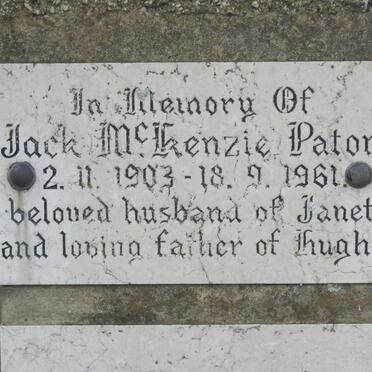 In Memory Of
Jack McKenzie Paton
2. 11. 1903 - 18. 9. 1961.
beloved husband of Janet
and loving father of Hugh